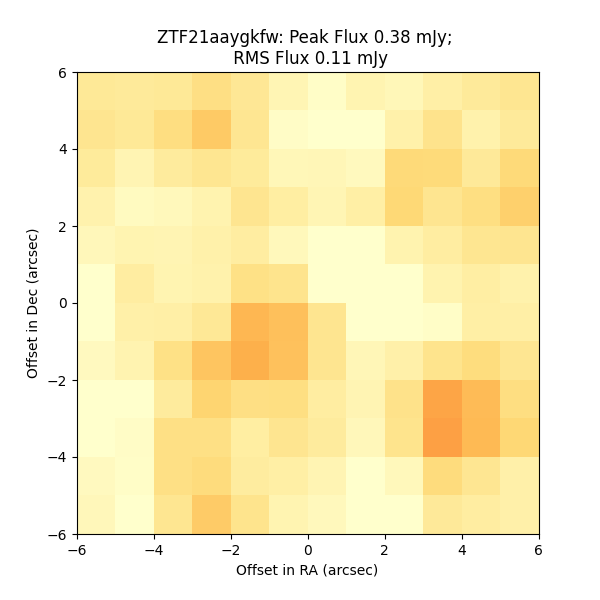 ZTF21aaygkfw: Peak Flux 0.38 mJy;
RMS Flux 0.11 mJy
6
4
2
0
−2
−4
−6
Offset in Dec (arcsec)
−6 −4 −2 0 2 4 6
Offset in RA (arcsec)